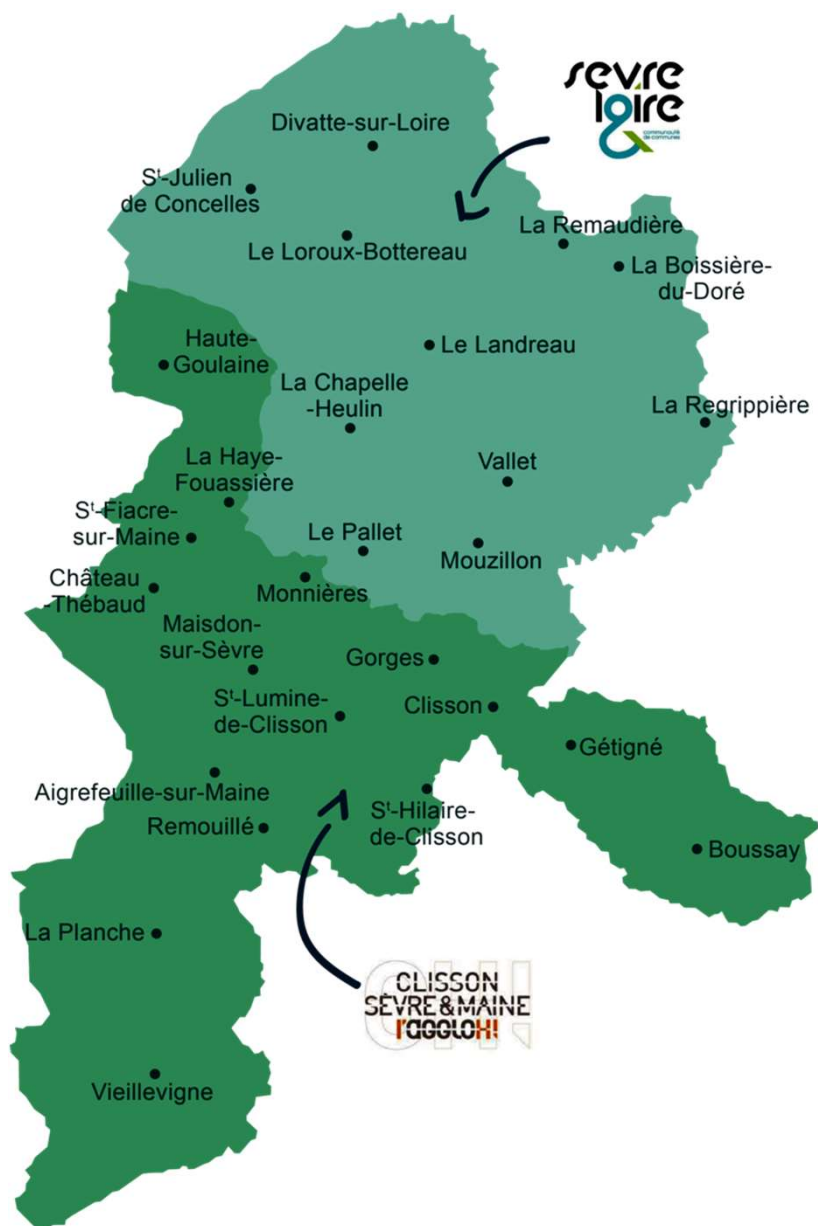 sèvre
loire
communauté
de communes
Divatte-sur-Loire
Sᵗ-Julien
de Concelles
La Remaudière
Le Loroux-Bottereau
La Boissière-
du-Doré
Haute-
Goulaine
Le Landreau
La Chapelle
-Heulin
La Regrippière
La Haye-
Fouassière
Vallet
Sᵗ-Fiacre-
sur-Maine
Le Pallet
Mouzillon
Château
-Thébaud
Monnières
Maisdon-
sur-Sèvre
Gorges
Sᵗ-Lumine-
de-Clisson
Clisson
Gétigné
Aigrefeuille-sur-Maine
Sᵗ-Hilaire-
de-Clisson
Remouillé
Boussay
La Planche
CLISSON
SÈVRE&MAINE
l'aggloH!
Vieillevigne